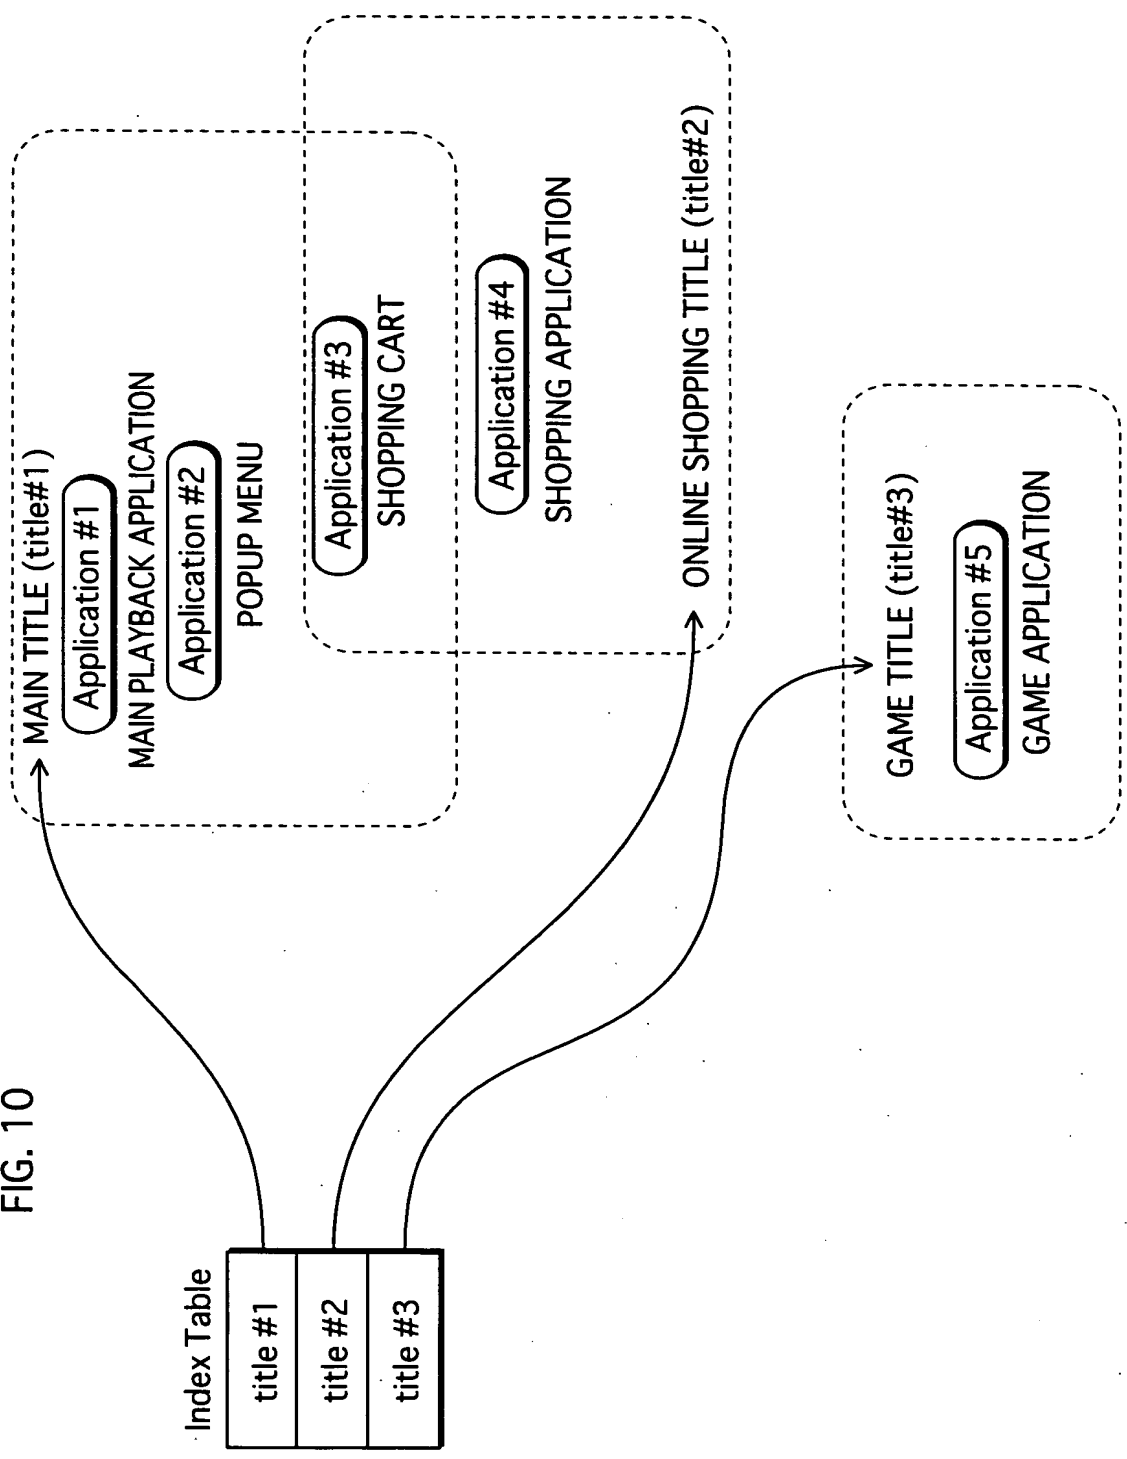 FIG. 10
Index Table
title #1
title #2
title #3
MAIN TITLE (title#1)
Application #1
MAIN PLAYBACK APPLICATION
Application #2
POPUP MENU
Application #3
SHOPPING CART
Application #4
SHOPPING APPLICATION
ONLINE SHOPPING TITLE (title#2)
GAME TITLE (title#3)
Application #5
GAME APPLICATION